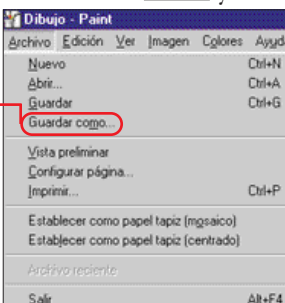 Dibujo - Paint
Archivo Edición Ver Imagen Colores Ayud
Nuevo Ctrl+N
Abrir... Ctrl+A
Guardar Ctrl+G
Guardar como...
Vista preliminar
Configurar página...
Imprimir... Ctrl+P
Establecer como papel tapiz (mosaico)
Establecer como papel tapiz (centrado)
Archivo reciente
Salir Alt+F4